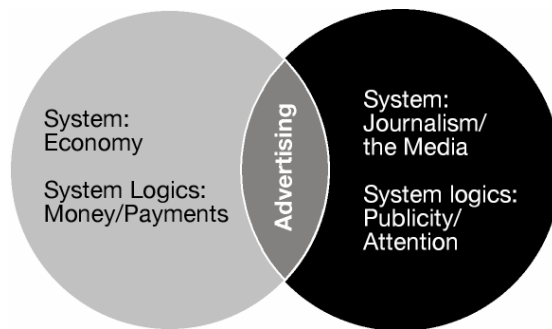 System:
Economy
System Logics:
Money/Payments
Advertising
System:
Journalism/
the Media
System logics:
Publicity/
Attention